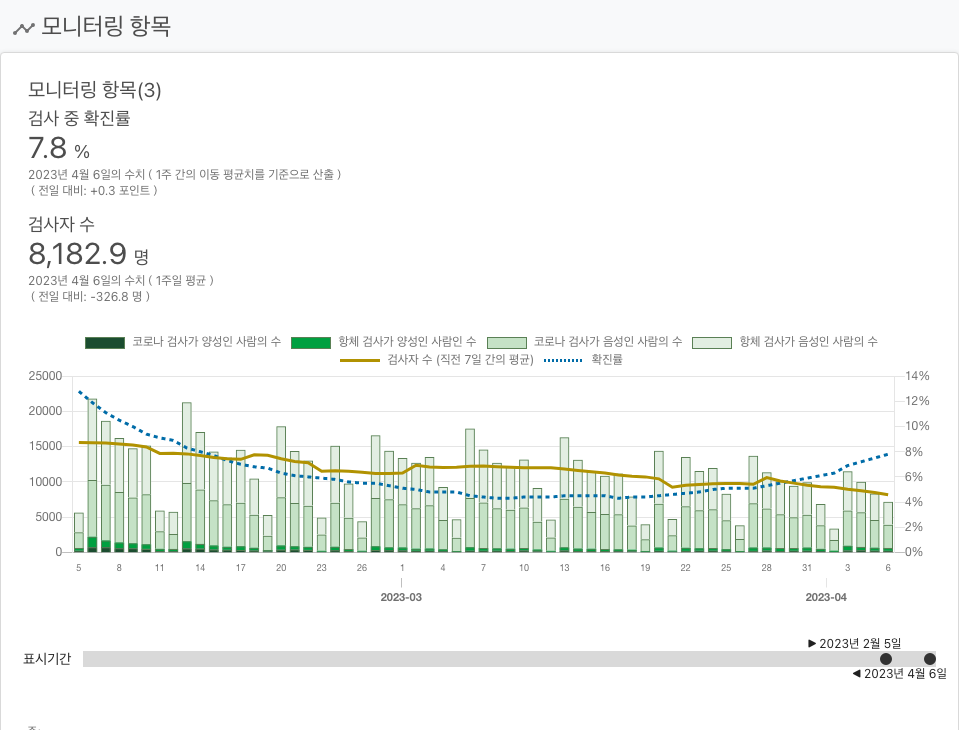 모니터링 항목
모니터링 항목(3)
검사 중 확진률
7.8 %
2023년 4월 6일의 수치 ( 1주 간의 이동 평균치를 기준으로 산출 )
( 전일 대비: +0.3 포인트 )
검사자 수
8,182.9 명
2023년 4월 6일의 수치 ( 1주일 평균 )
( 전일 대비: -326.8 명 )
코로나 검사가 양성인 사람의 수 항체 검사가 양성인 사람인 수 코로나 검사가 음성인 사람의 수 항체 검사가 음성인 사람의 수
검사자 수 (직전 7일 간의 평균) 확진률
25000 14%
20000 12%
15000 10%
10000 8%
5000 6%
0 4%
2%
0%
5 8 11 14 17 20 23 26 1 4 7 10 13 16 19 22 25 28 31 3 6
2023-03 2023-04
▶ 2023년 2월 5일
표시기간
◀ 2023년 4월 6일